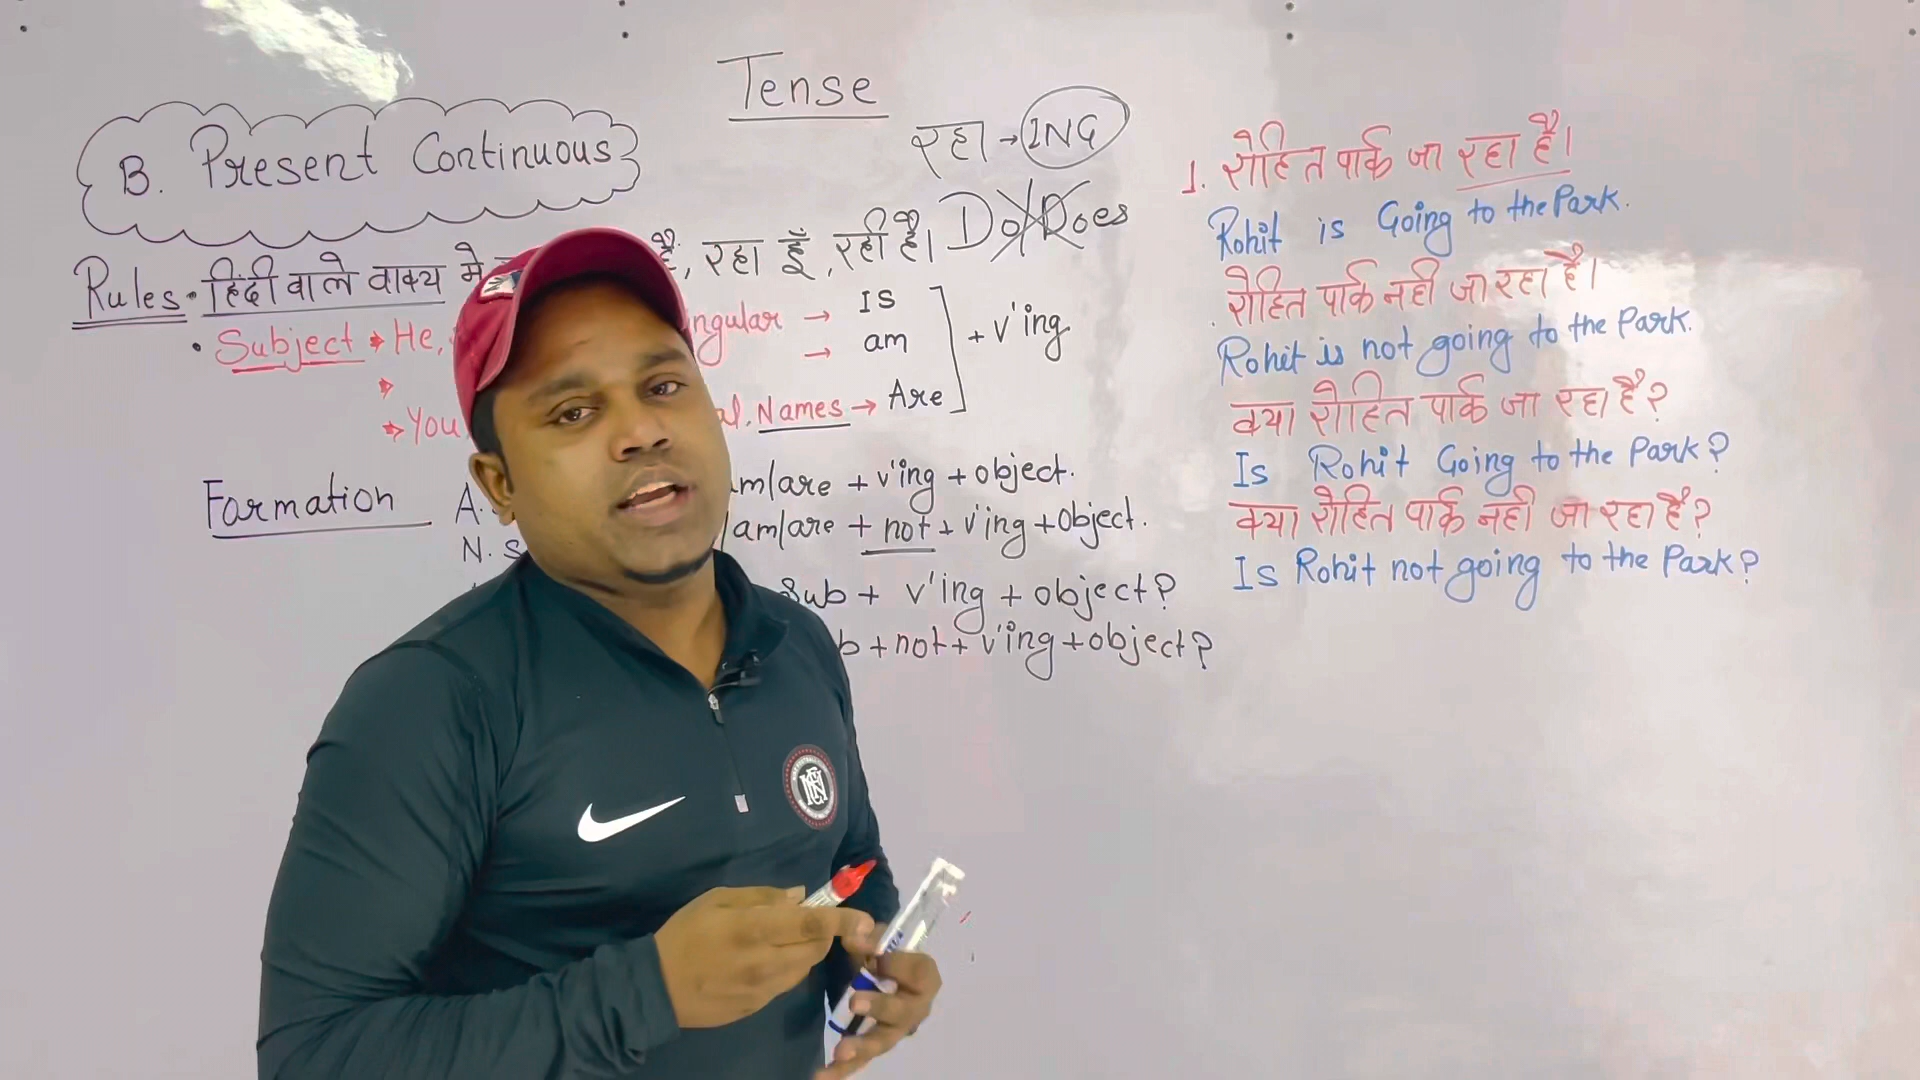 Tense
B. Present Continuous
रहा → ING
Rules • हिंदी वाले वाक्य मे है, रहा हूँ, रही है। Do/Does
• Subject → He, ngular → IS
→ am + v'ing
→ You al. Names → Are
Farmation A. am/are + v'ing + object.
N. S /am/are + not + v'ing + Object.
Sub + v'ing + object?
b + not + v'ing + object?
1. रोहित पार्क जा रहा है।
Rohit is Going to the Park.
रोहित पार्क नही जा रहा है।
Rohit is not going to the Park.
क्या रोहित पार्क जा रहा है?
Is Rohit Going to the Park?
क्या रोहित पार्क नही जा रहा है?
Is Rohit not going to the Park?